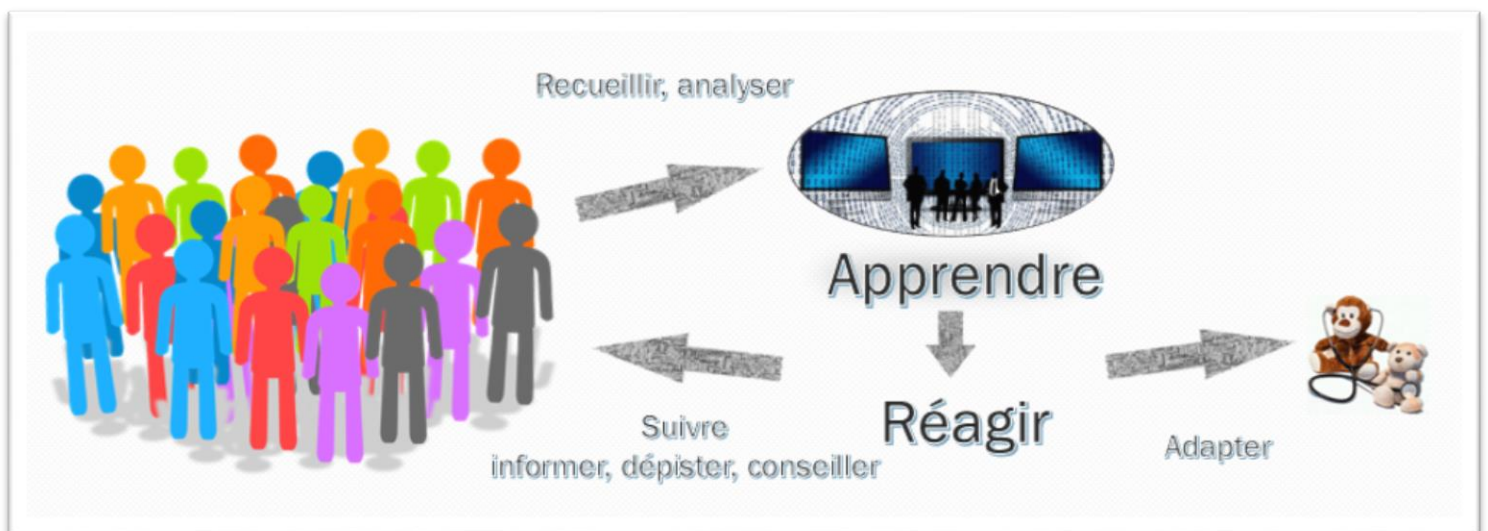 Recueillir, analyser
Apprendre
Réagir
Suivre
informer, dépister, conseiller
Adapter